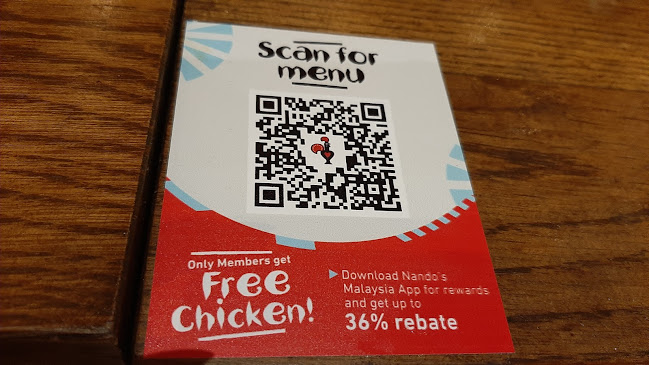 Scan for
menu
Only Members get
Free
Chicken!
Download Nando's
Malaysia App for rewards
and get up to
36% rebate